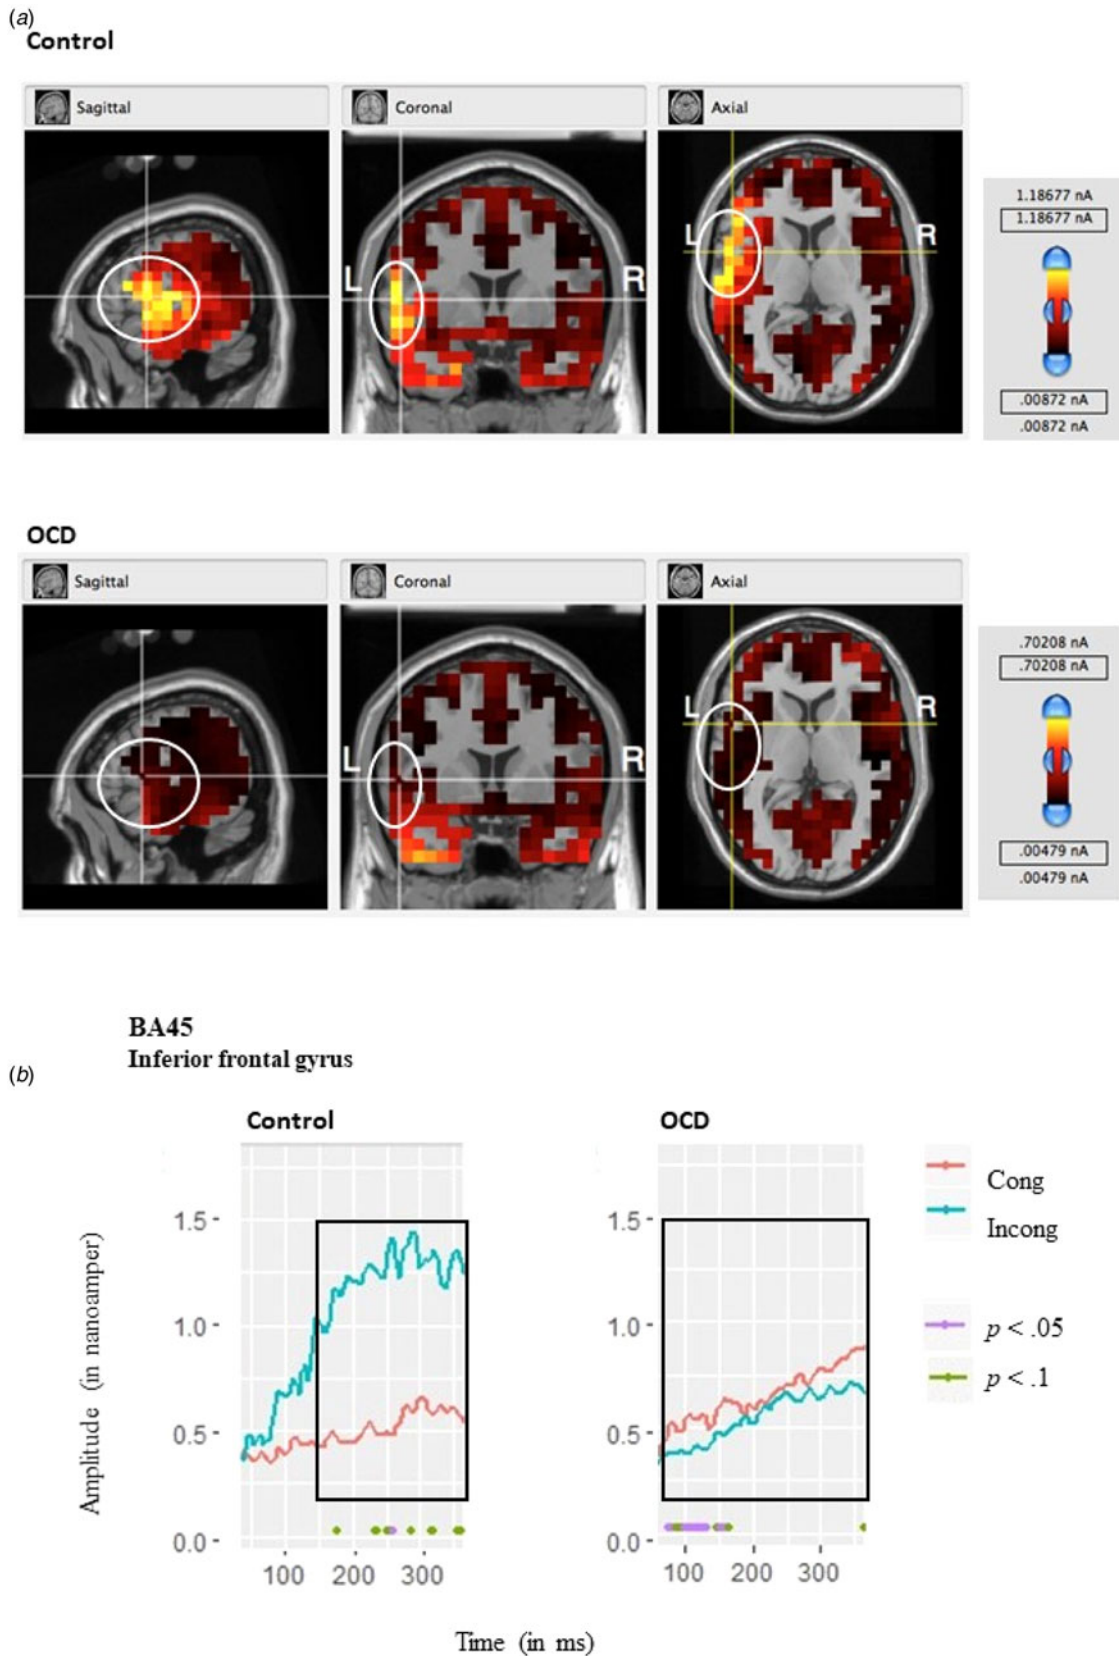 (a)
Control
Sagittal
Coronal
Axial
L
R
L
R
1.18677 nA
1.18677 nA
.00872 nA
.00872 nA
OCD
Sagittal
Coronal
Axial
L
R
L
R
.70208 nA
.70208 nA
.00479 nA
.00479 nA
BA45
Inferior frontal gyrus
(b)
Control
OCD
Amplitude (in nanoamper)
1.5
1.0
0.5
0.0
100 200 300
1.5
1.0
0.5
0.0
100 200 300
Cong
Incong
p < .05
p < .1
Time (in ms)